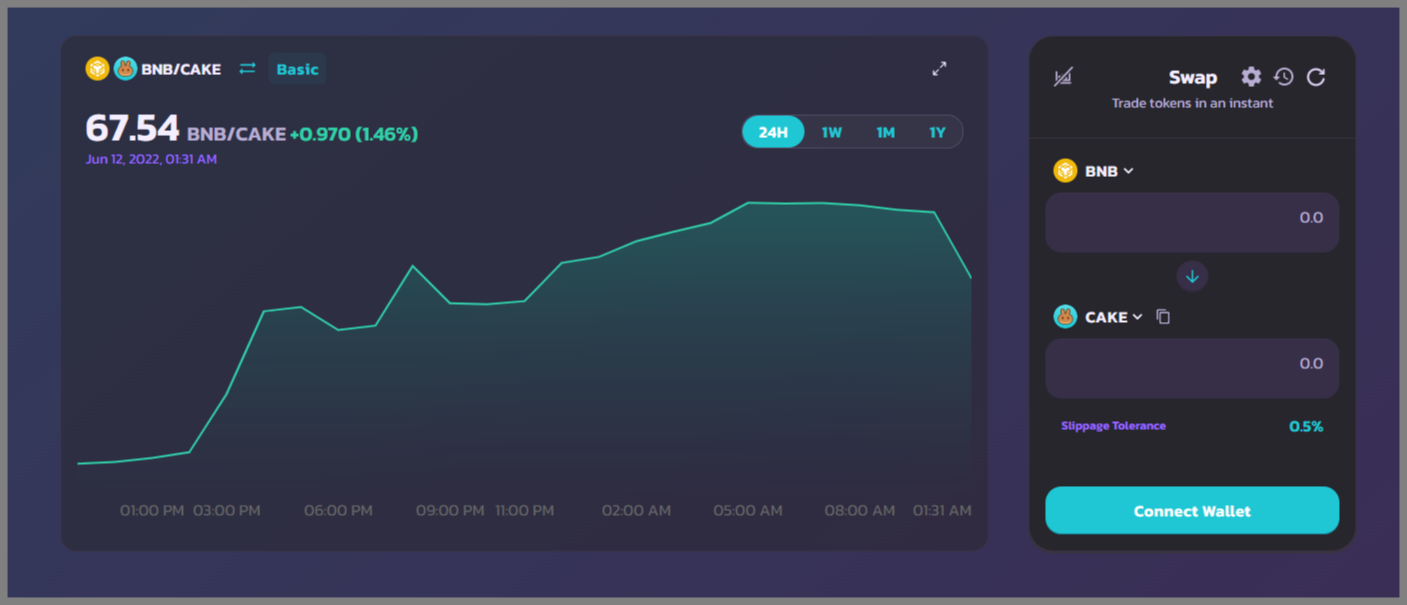 BNB/CAKE Basic
67.54 BNB/CAKE +0.970 (1.46%)
Jun 12, 2022, 01:31 AM
24H 1W 1M 1Y
01:00 PM 03:00 PM 06:00 PM 09:00 PM 11:00 PM 02:00 AM 05:00 AM 08:00 AM 01:31 AM
Swap
Trade tokens in an instant
BNB
0.0
CAKE
0.0
Slippage Tolerance 0.5%
Connect Wallet